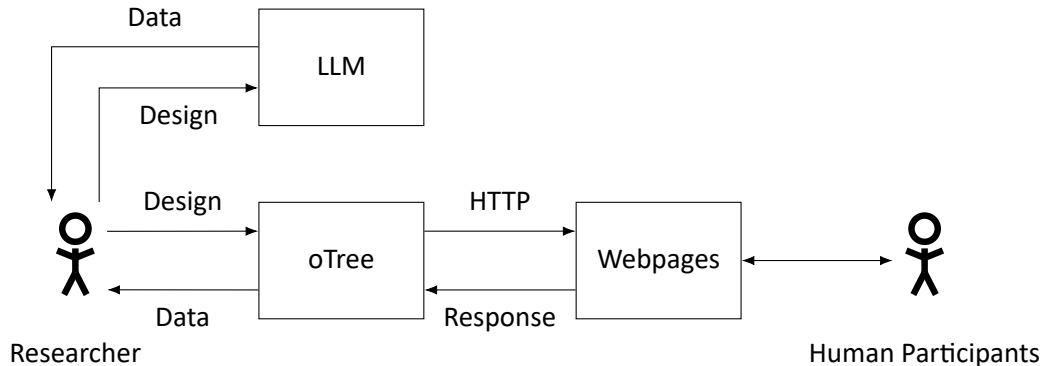 Data
LLM
Design
Design
HTTP
oTree
Webpages
Data
Response
Researcher
Human Participants